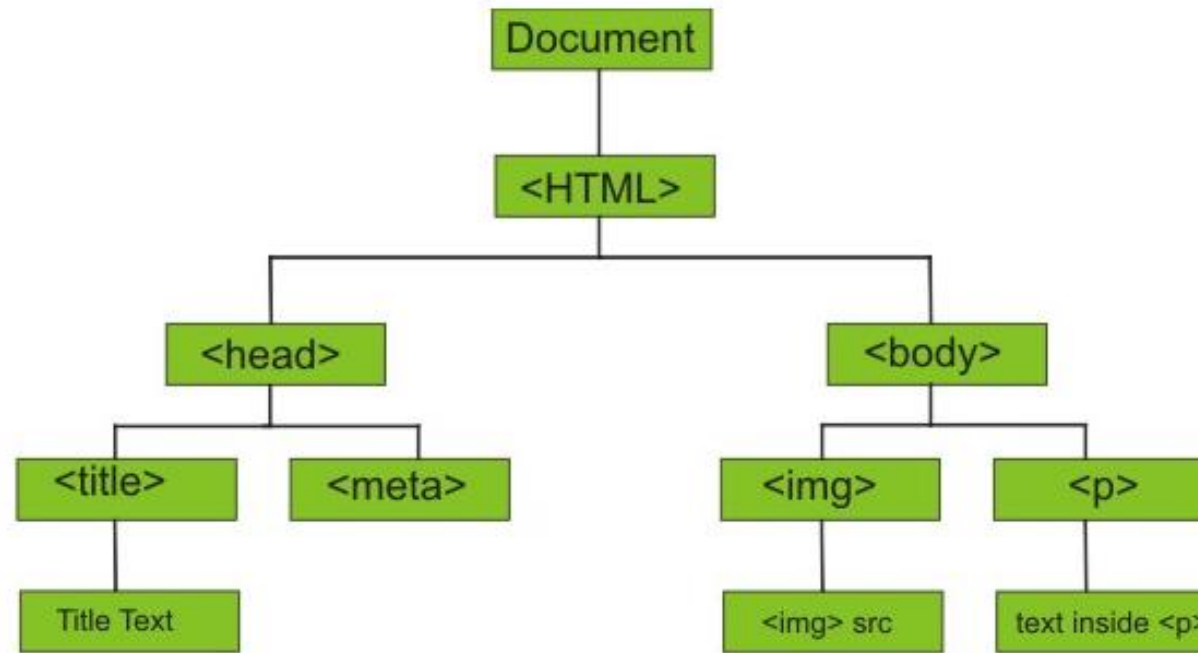 Document
<HTML>
<head>
<body>
<title>
<meta>
<img>
<p>
Title Text
<img> src
text inside <p>